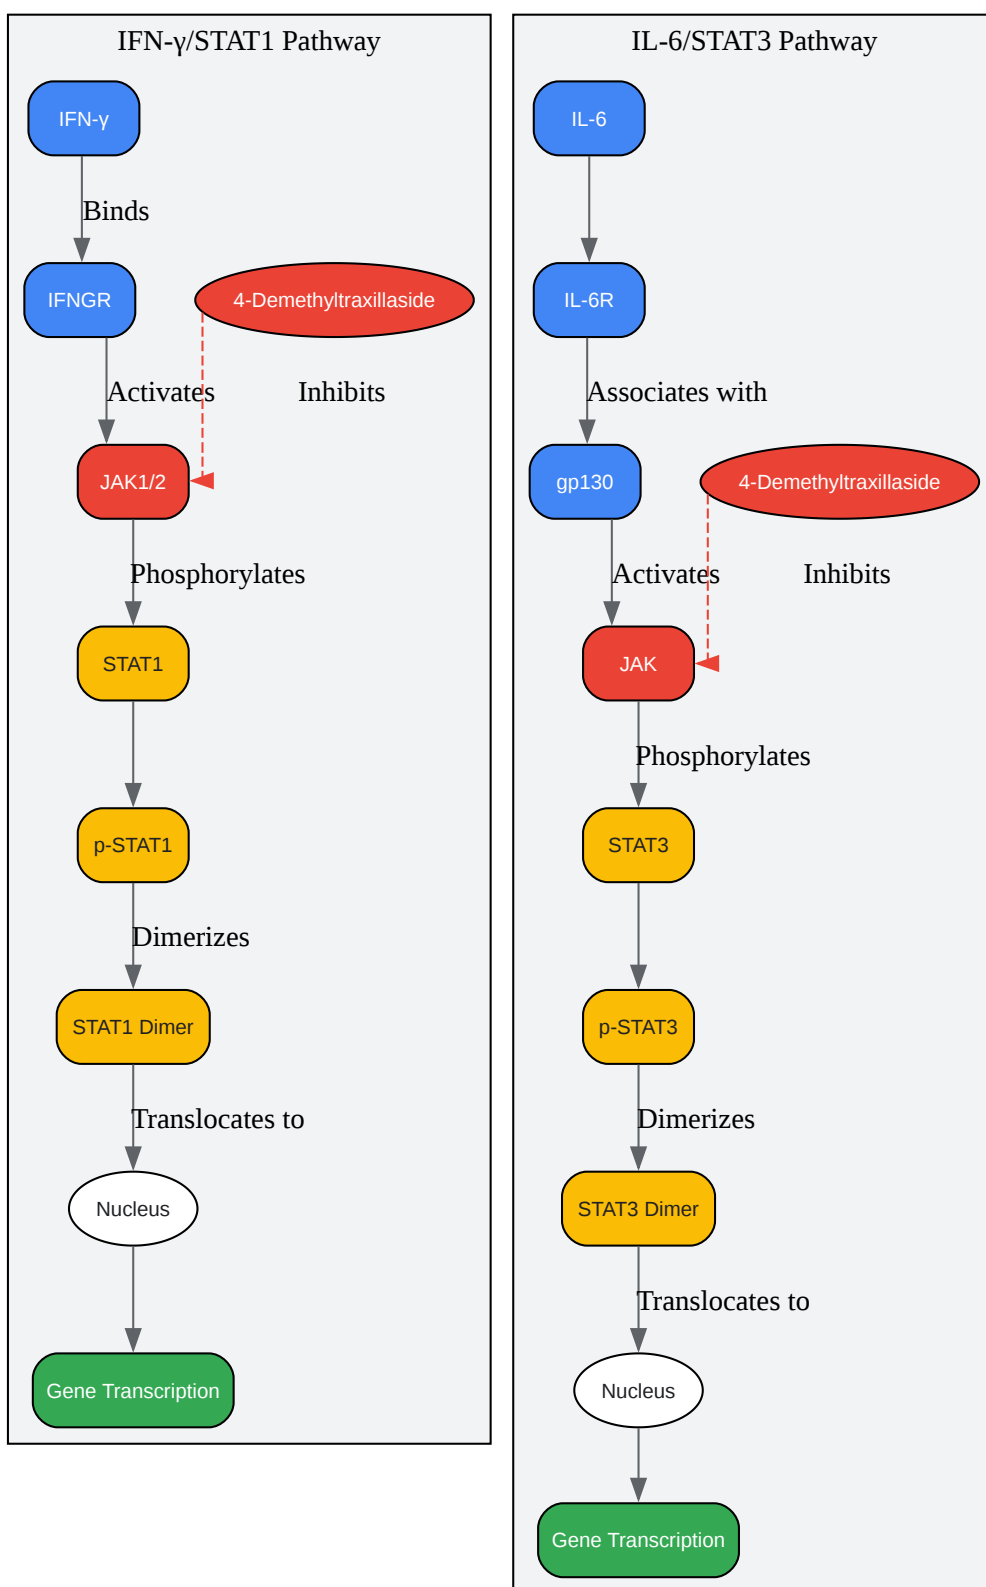 IFN-γ/STAT1 Pathway
IFN-γ
Binds
IFNGR
4-Demethyltraxillaside
Activates
Inhibits
JAK1/2
Phosphorylates
STAT1
p-STAT1
Dimerizes
STAT1 Dimer
Translocates to
Nucleus
Gene Transcription
IL-6/STAT3 Pathway
IL-6
IL-6R
Associates with
gp130
4-Demethyltraxillaside
Activates
Inhibits
JAK
Phosphorylates
STAT3
p-STAT3
Dimerizes
STAT3 Dimer
Translocates to
Nucleus
Gene Transcription